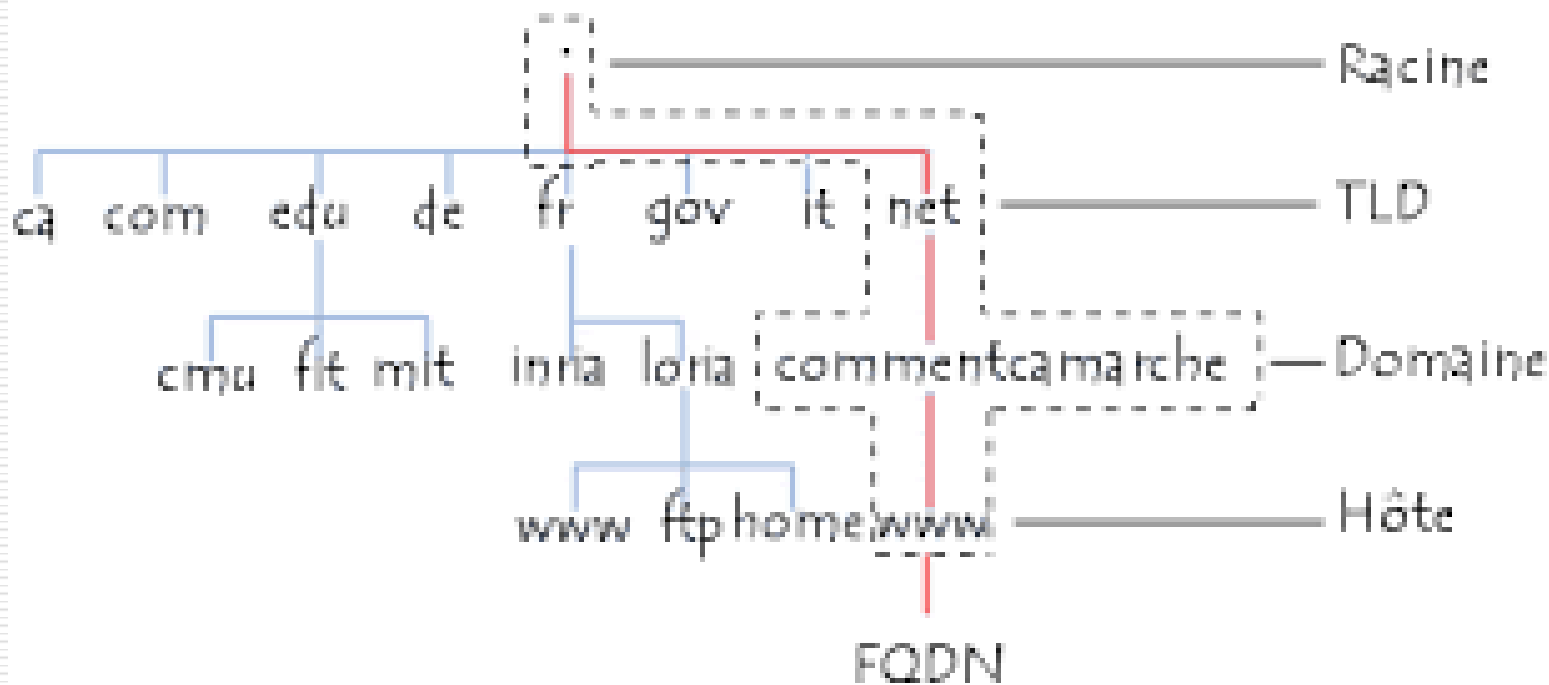 . Racine
ca com edu de fr gov it net TLD
cmu fit mit inria loria commentcamarche Domaine
www ftp home www Hôte
FQDN